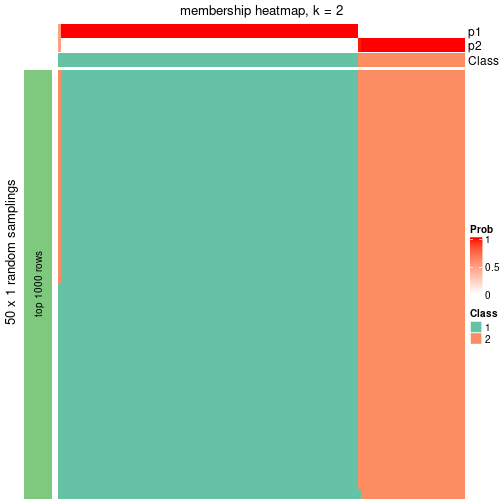 membership heatmap, k = 2
p1
p2
Class
50 x 1 random samplings
top 1000 rows
Prob
1
0.5
0
Class
1
2